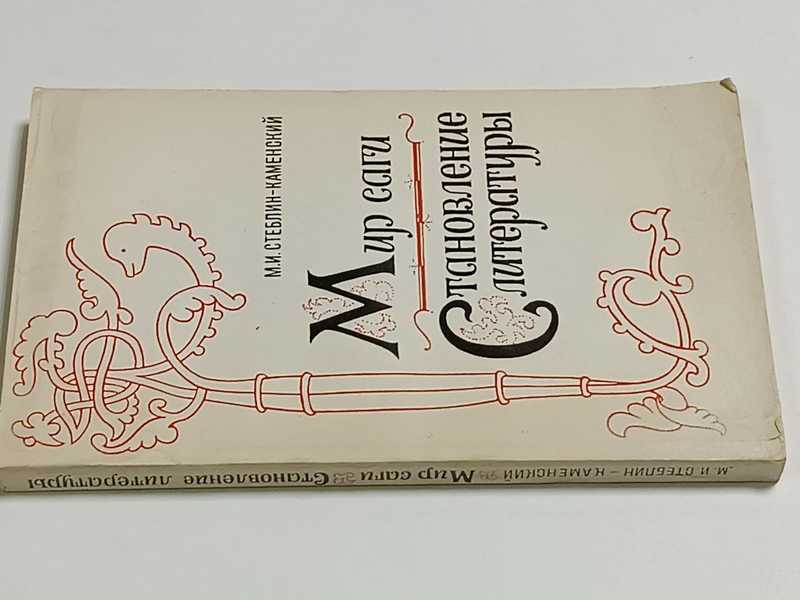 М.И.СТЕБЛИН-КАМЕНСКИЙ
Мир саги
Становление
литературы
М. И. СТЕБЛИН – КАМЕНСКИЙ Мир саги Становление литературы